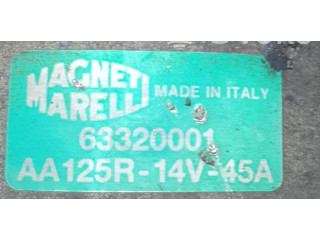 MAGNETI
MARELLI
MADE IN ITALY
63320001
AA125R-14V-45A